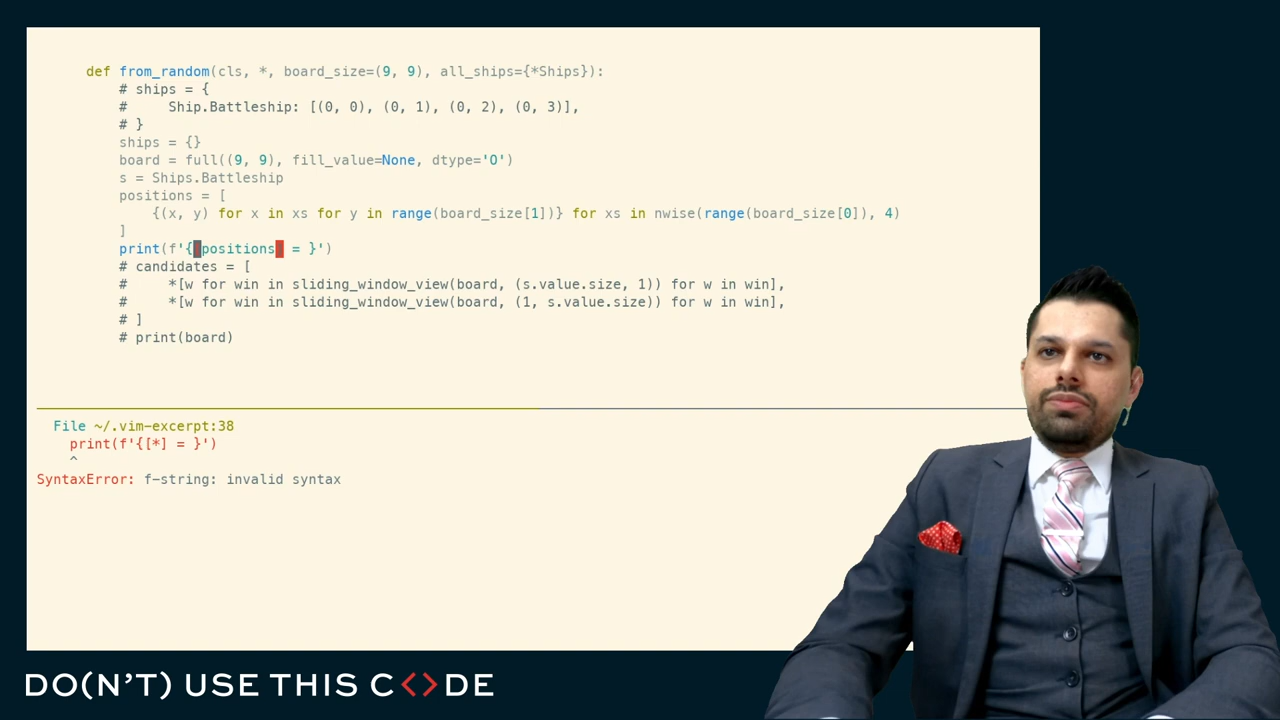 def from_random(cls, *, board_size=(9, 9), all_ships={*Ships}):
# ships = {
#     Ship.Battleship: [(0, 0), (0, 1), (0, 2), (0, 3)],
# }
ships = {}
board = full((9, 9), fill_value=None, dtype='O')
s = Ships.Battleship
positions = [
{(x, y) for x in xs for y in range(board_size[1])} for xs in nwise(range(board_size[0]), 4)
]
print(f'{ positions  = }')
# candidates = [
#     *[w for win in sliding_window_view(board, (s.value.size, 1)) for w in win],
#     *[w for win in sliding_window_view(board, (1, s.value.size)) for w in win],
# ]
# print(board)
File ~/.vim-excerpt:38
print(f'{[*] = }')
^
SyntaxError: f-string: invalid syntax
DO(N'T) USE THIS C<>DE